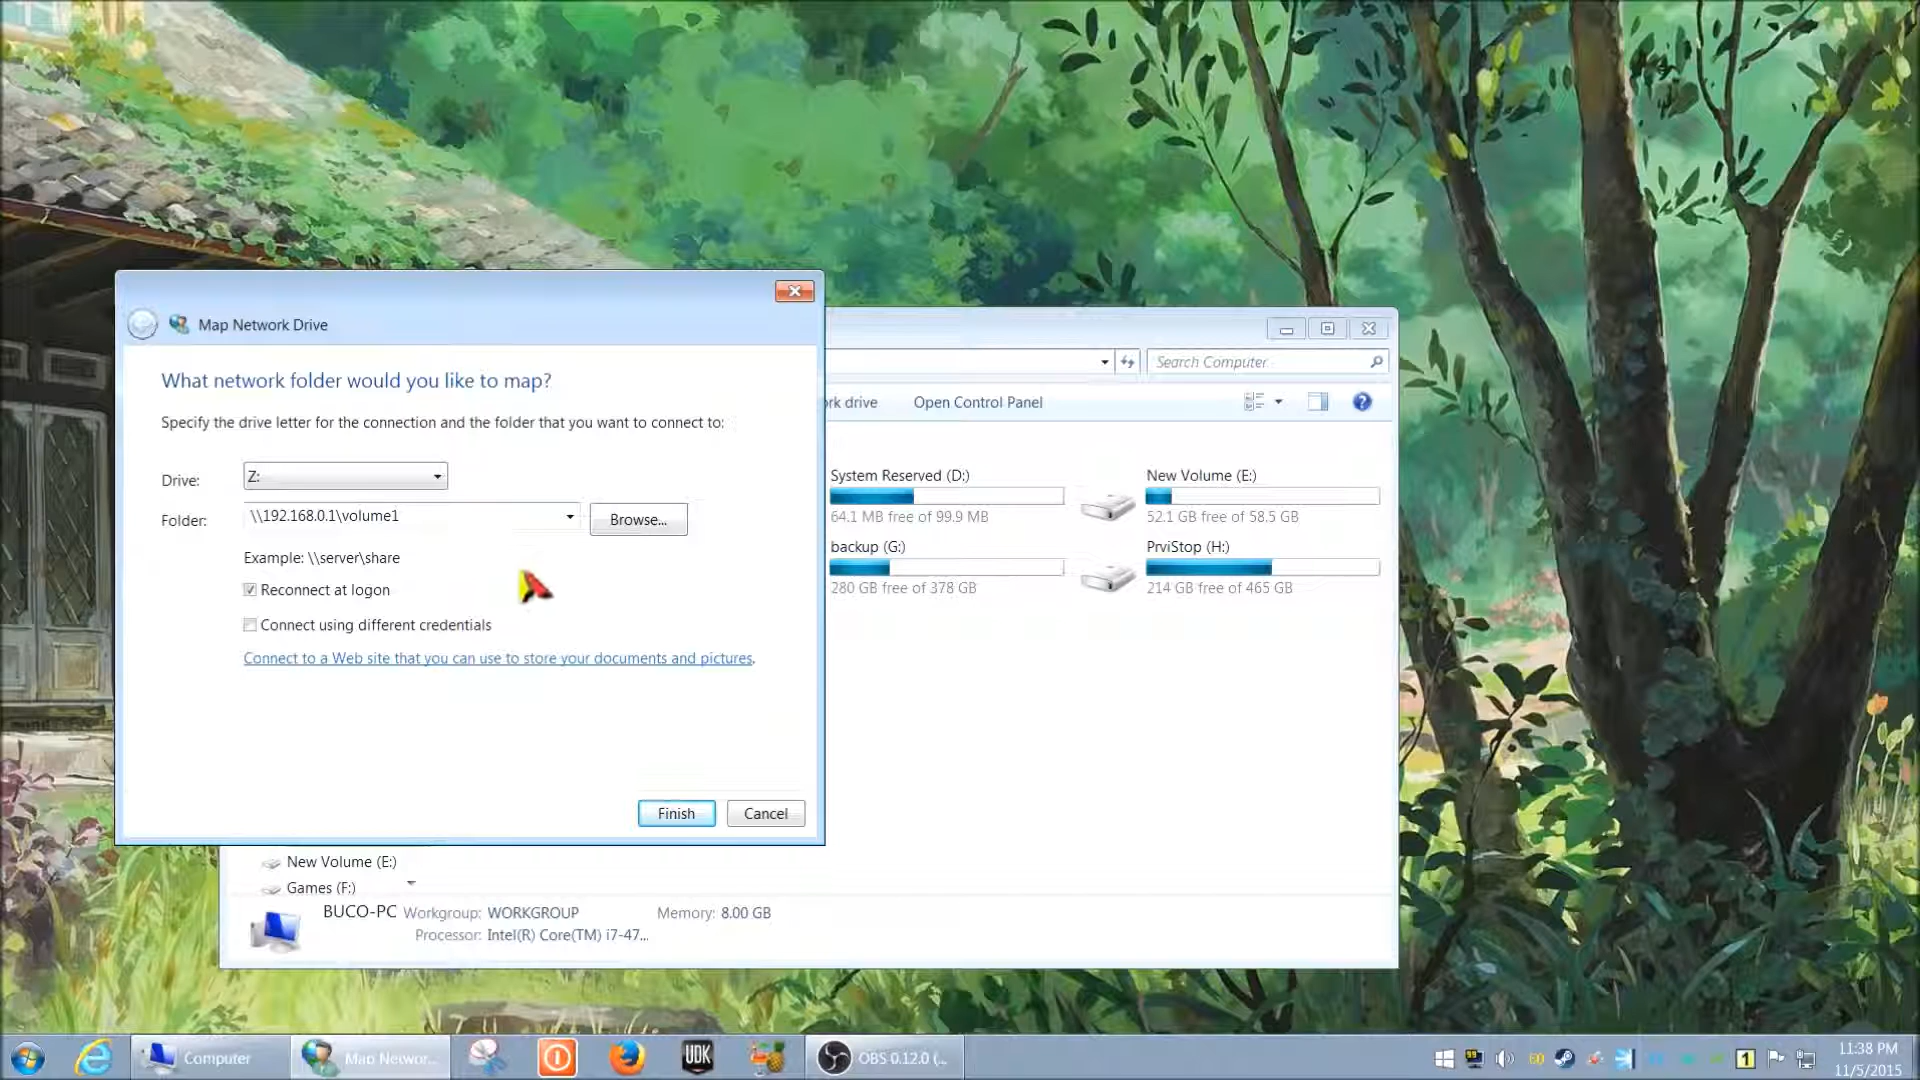 Map Network Drive
What network folder would you like to map?
Specify the drive letter for the connection and the folder that you want to connect to:
Drive: Z:
Folder: \\192.168.0.1\volume1 Browse...
Example: \\server\share
Reconnect at logon
Connect using different credentials
Connect to a Web site that you can use to store your documents and pictures.
Finish Cancel
Search Computer
rk drive Open Control Panel
System Reserved (D:)
64.1 MB free of 99.9 MB
New Volume (E:)
52.1 GB free of 58.5 GB
backup (G:)
280 GB free of 378 GB
PrviStop (H:)
214 GB free of 465 GB
New Volume (E:)
Games (F:)
BUCO-PC Workgroup: WORKGROUP Memory: 8.00 GB
Processor: Intel(R) Core(TM) i7-47...
Computer Map Networ... UDK OBS 0.12.0 (... 1 11:38 PM
11/5/2015